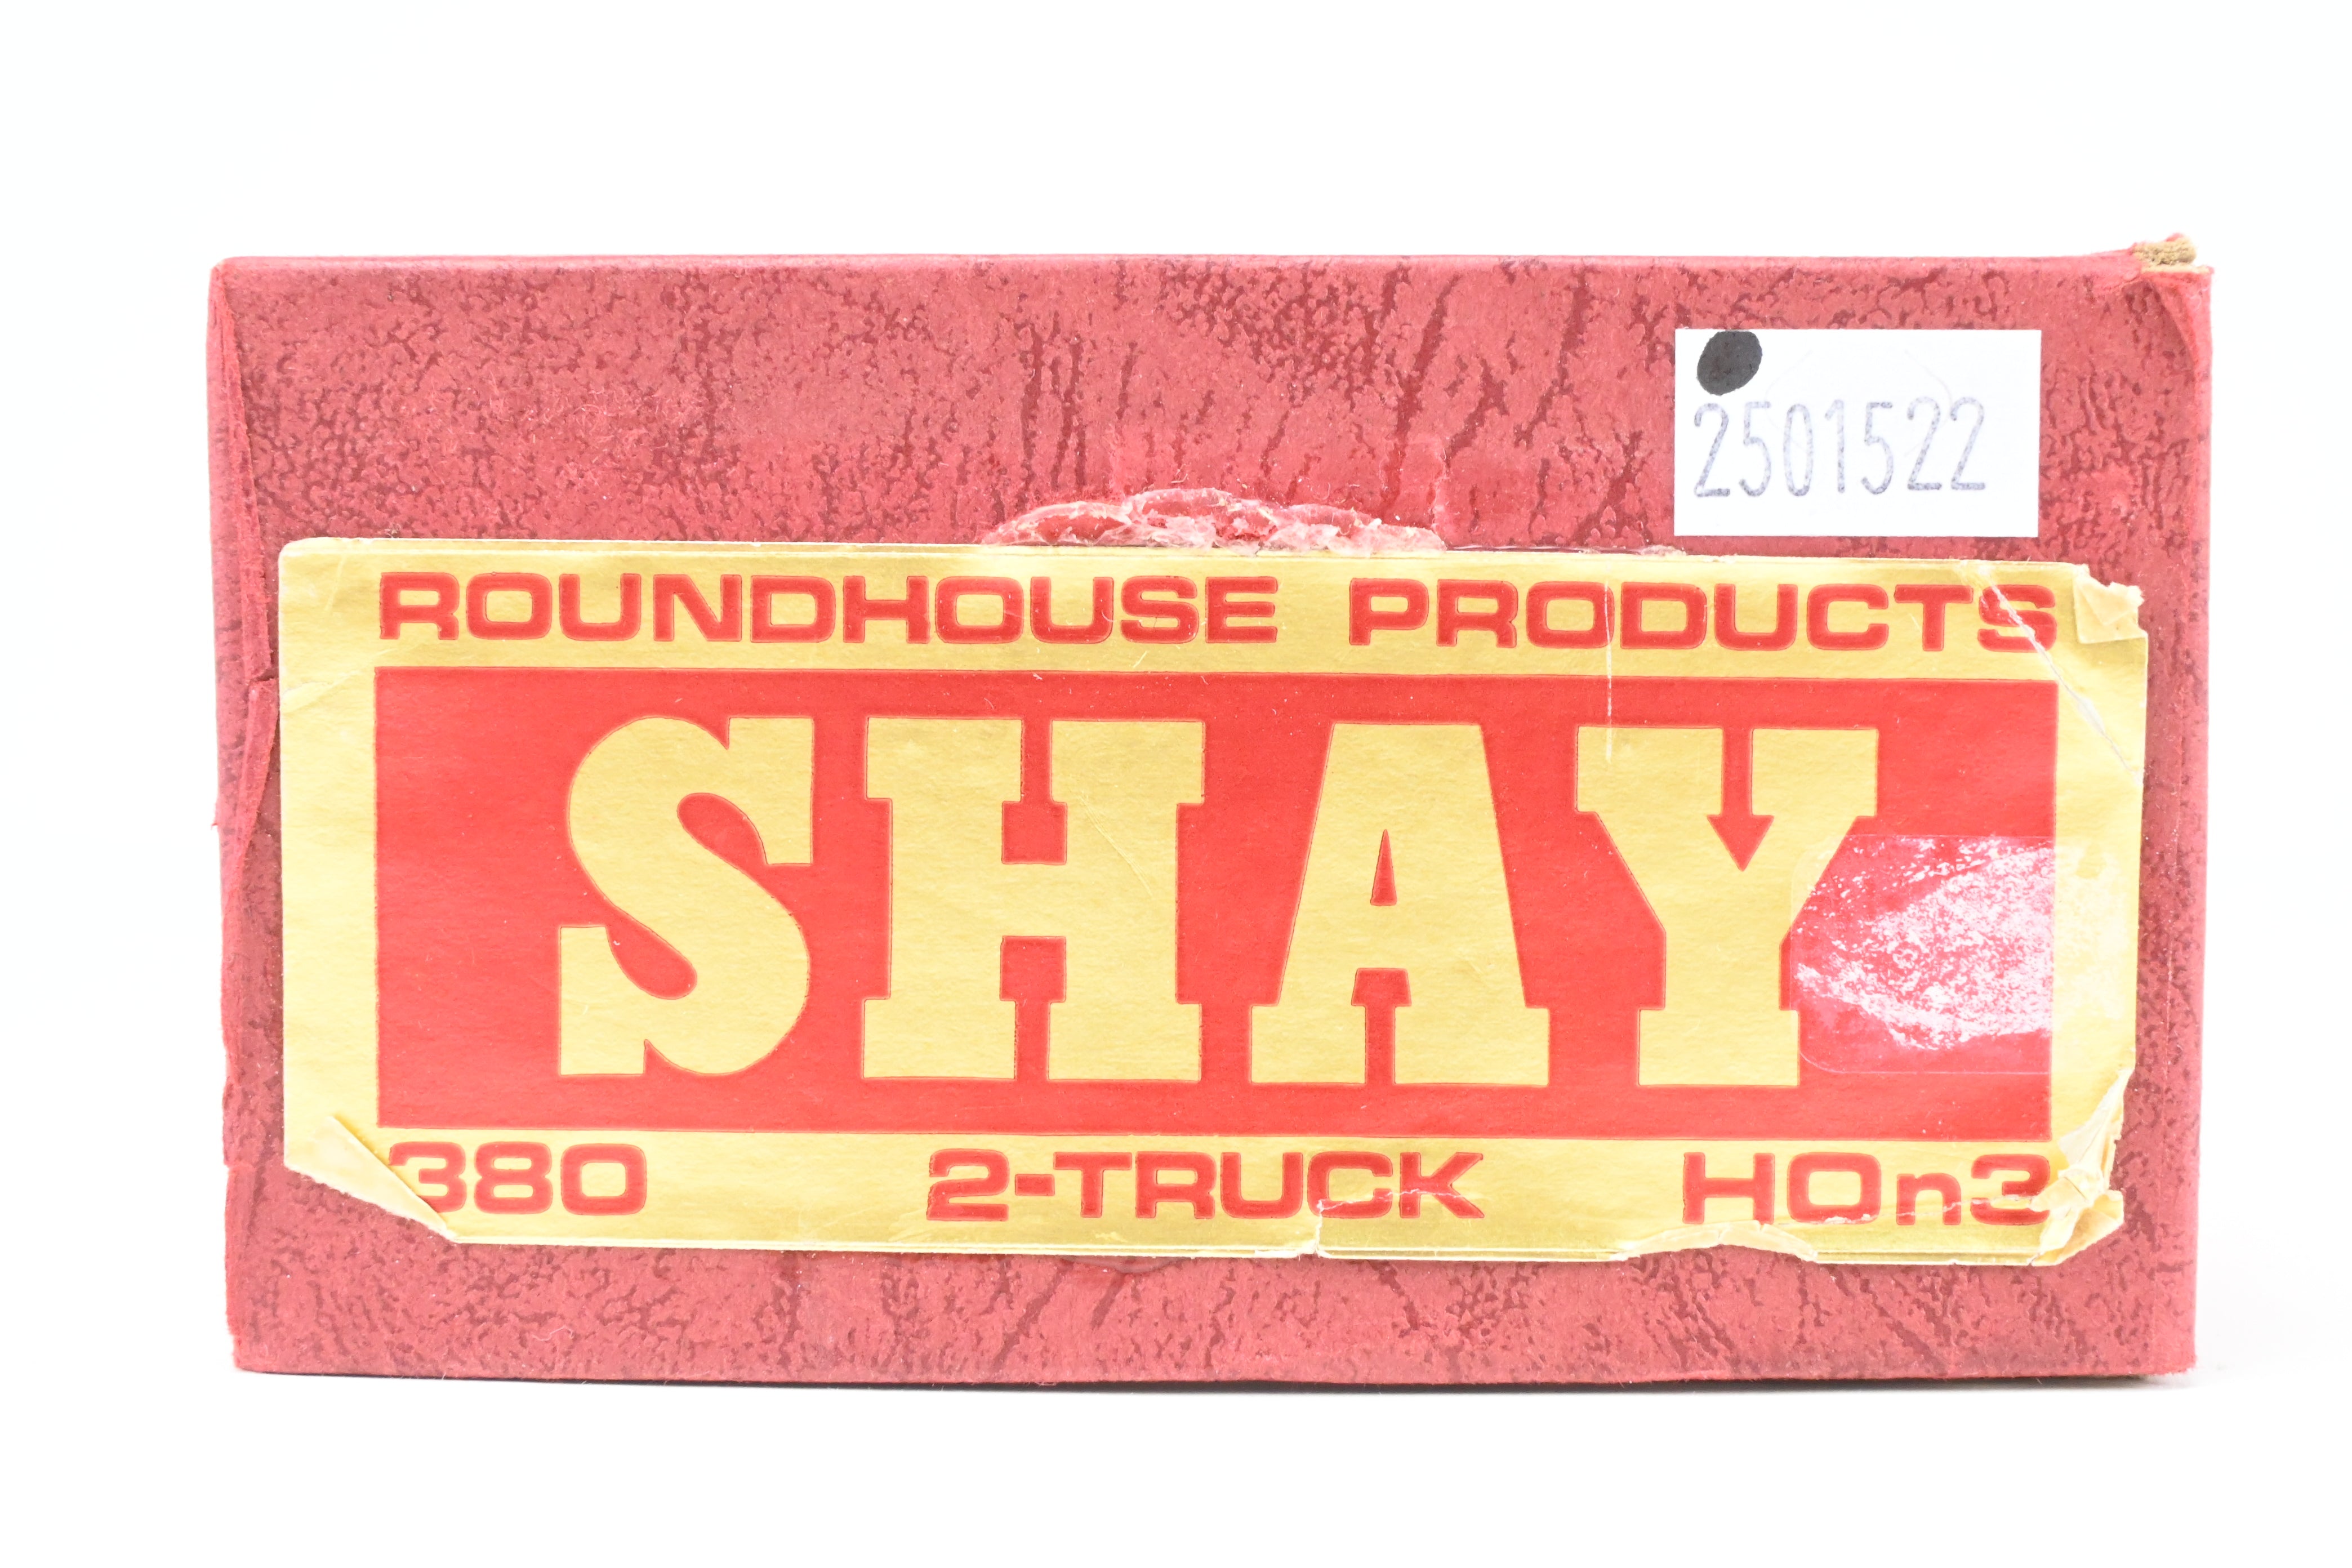 2501522
ROUNDHOUSE PRODUCTS
SHAY
380 2-TRUCK HOn3